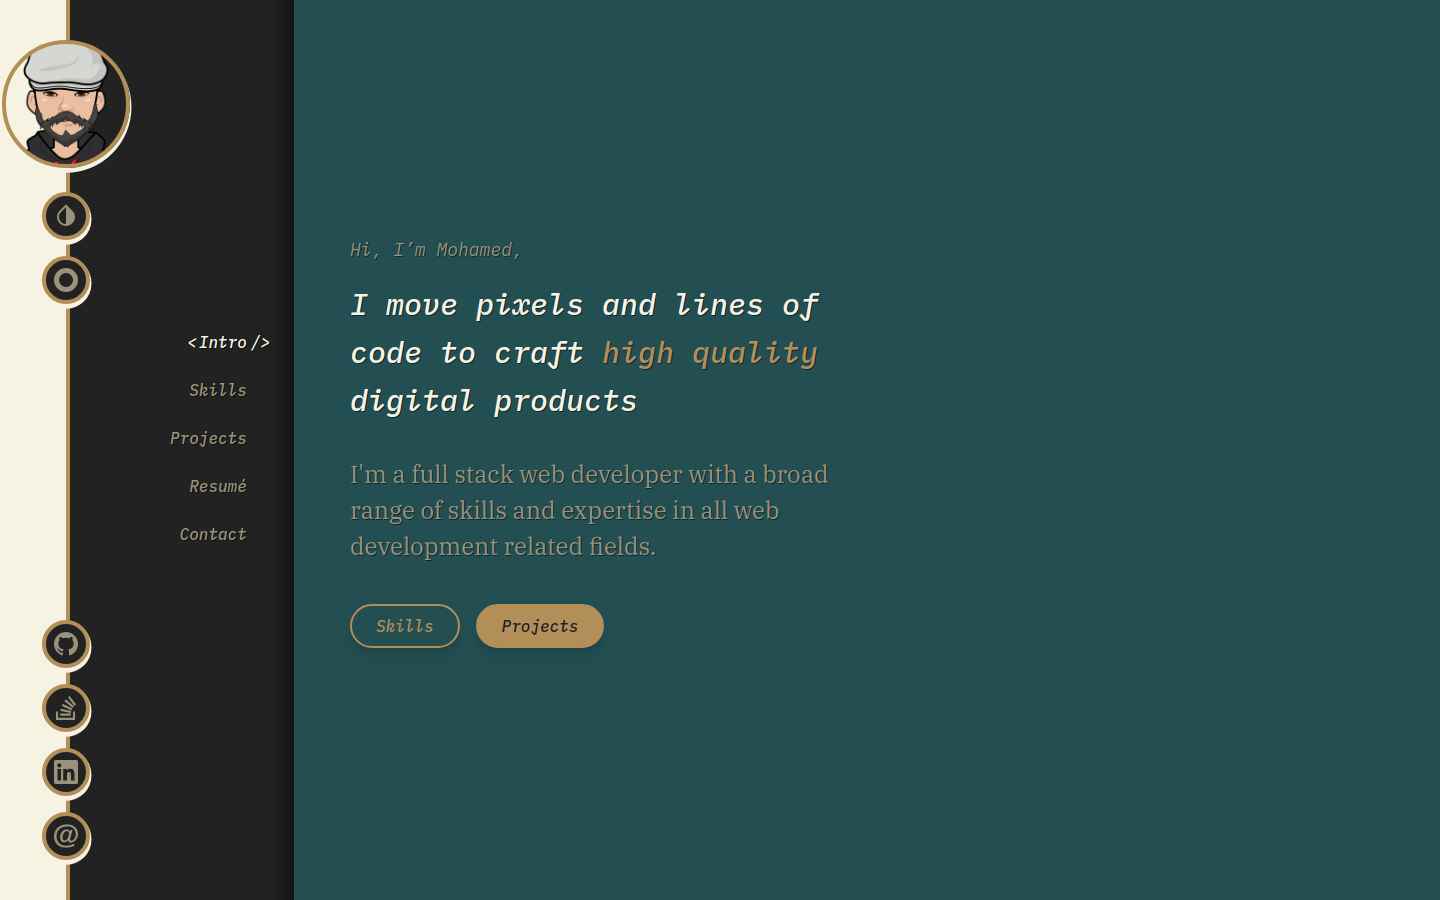 <Intro />
Skills
Projects
Resumé
Contact
Hi, I’m Mohamed,
I move pixels and lines of
code to craft high quality
digital products
I'm a full stack web developer with a broad
range of skills and expertise in all web
development related fields.
Skills
Projects
in
@